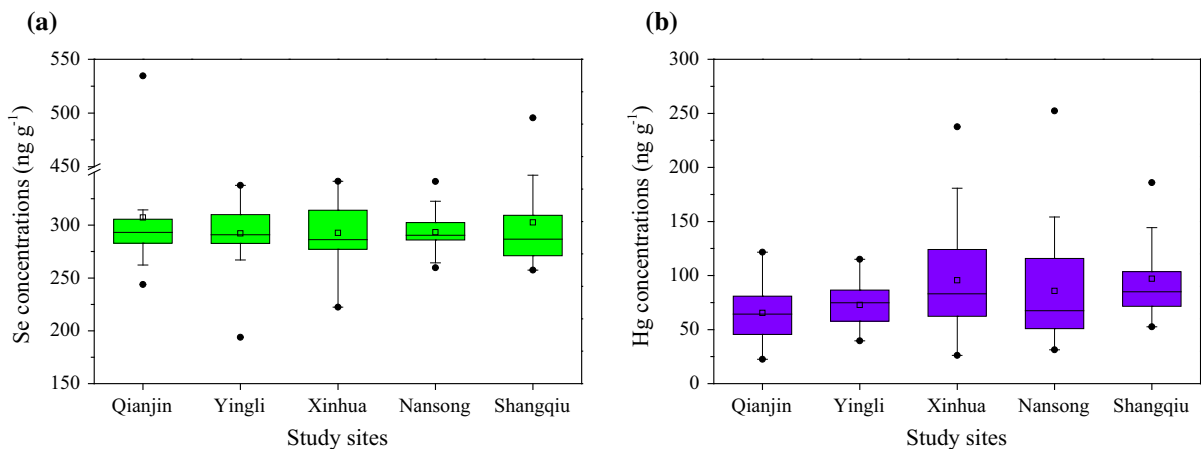 (a)
Se concentrations (ng g⁻¹)
550
500
450
300
250
200
150
Qianjin Yingli Xinhua Nansong Shangqiu
Study sites
(b)
Hg concentrations (ng g⁻¹)
300
250
200
150
100
50
0
Qianjin Yingli Xinhua Nansong Shangqiu
Study sites